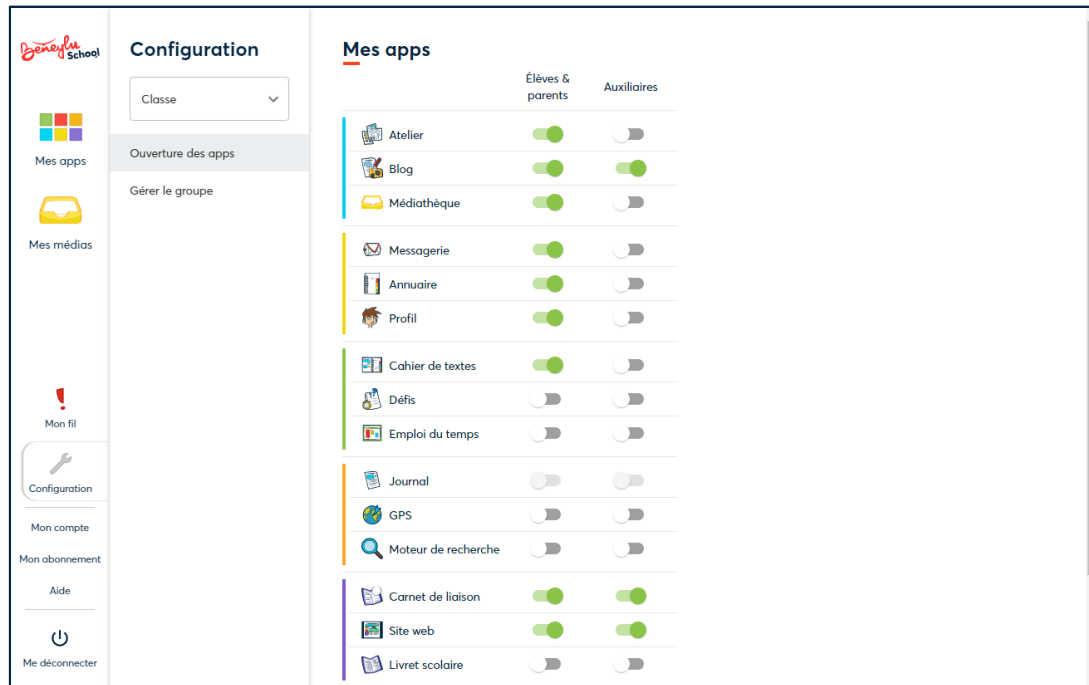 Beneylu
School
Mes apps
Mes médias
Mon fil
Configuration
Mon compte
Mon abonnement
Aide
Me déconnecter
Configuration
Classe
Ouverture des apps
Gérer le groupe
Mes apps
Élèves &
parents
Auxiliaires
Atelier
Blog
Médiathèque
Messagerie
Annuaire
Profil
Cahier de textes
Défis
Emploi du temps
Journal
GPS
Moteur de recherche
Carnet de liaison
Site web
Livret scolaire